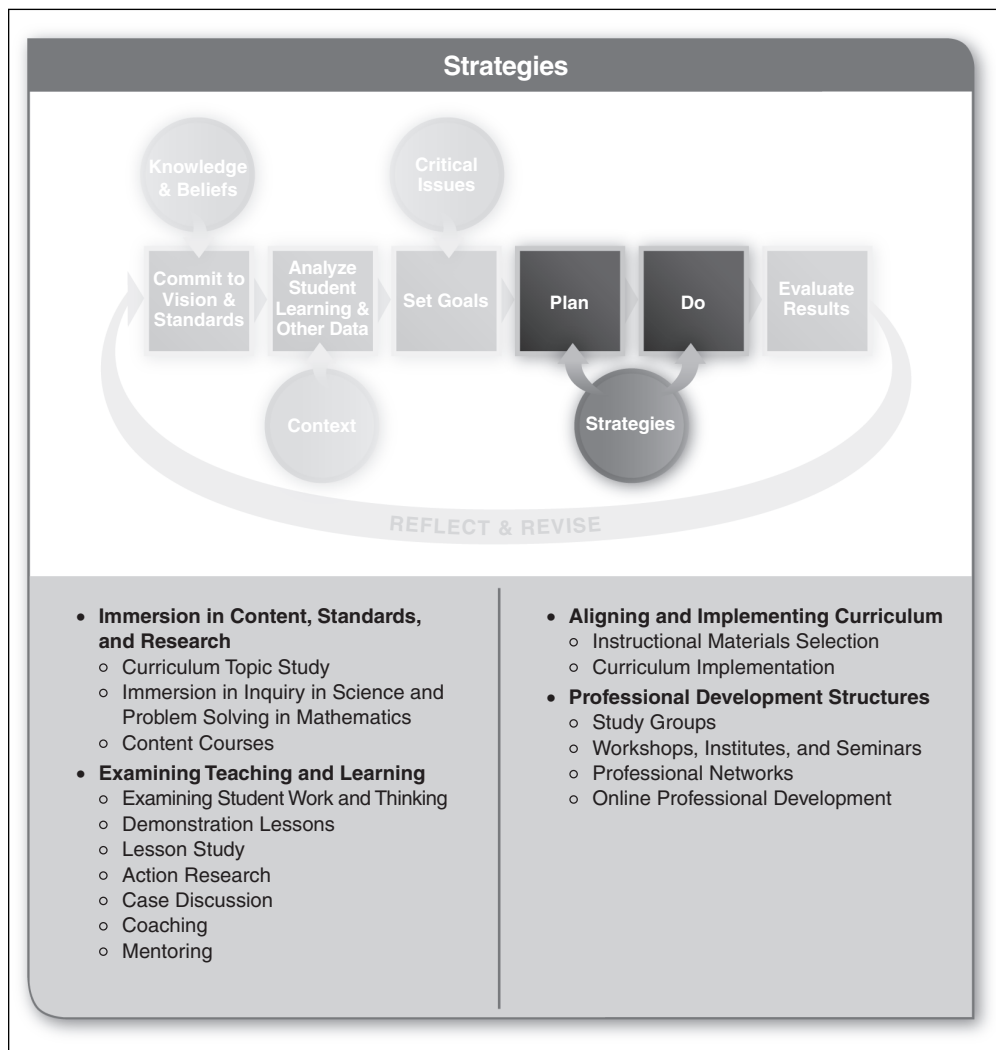 Strategies
Knowledge
& Beliefs
Critical
Issues
Commit to
Vision &
Standards
Analyze
Student
Learning &
Other Data
Set Goals
Plan
Do
Evaluate
Results
Context
Strategies
REFLECT & REVISE
• Immersion in Content, Standards,
and Research
○ Curriculum Topic Study
○ Immersion in Inquiry in Science and
Problem Solving in Mathematics
○ Content Courses
• Examining Teaching and Learning
○ Examining Student Work and Thinking
○ Demonstration Lessons
○ Lesson Study
○ Action Research
○ Case Discussion
○ Coaching
○ Mentoring
• Aligning and Implementing Curriculum
○ Instructional Materials Selection
○ Curriculum Implementation
• Professional Development Structures
○ Study Groups
○ Workshops, Institutes, and Seminars
○ Professional Networks
○ Online Professional Development